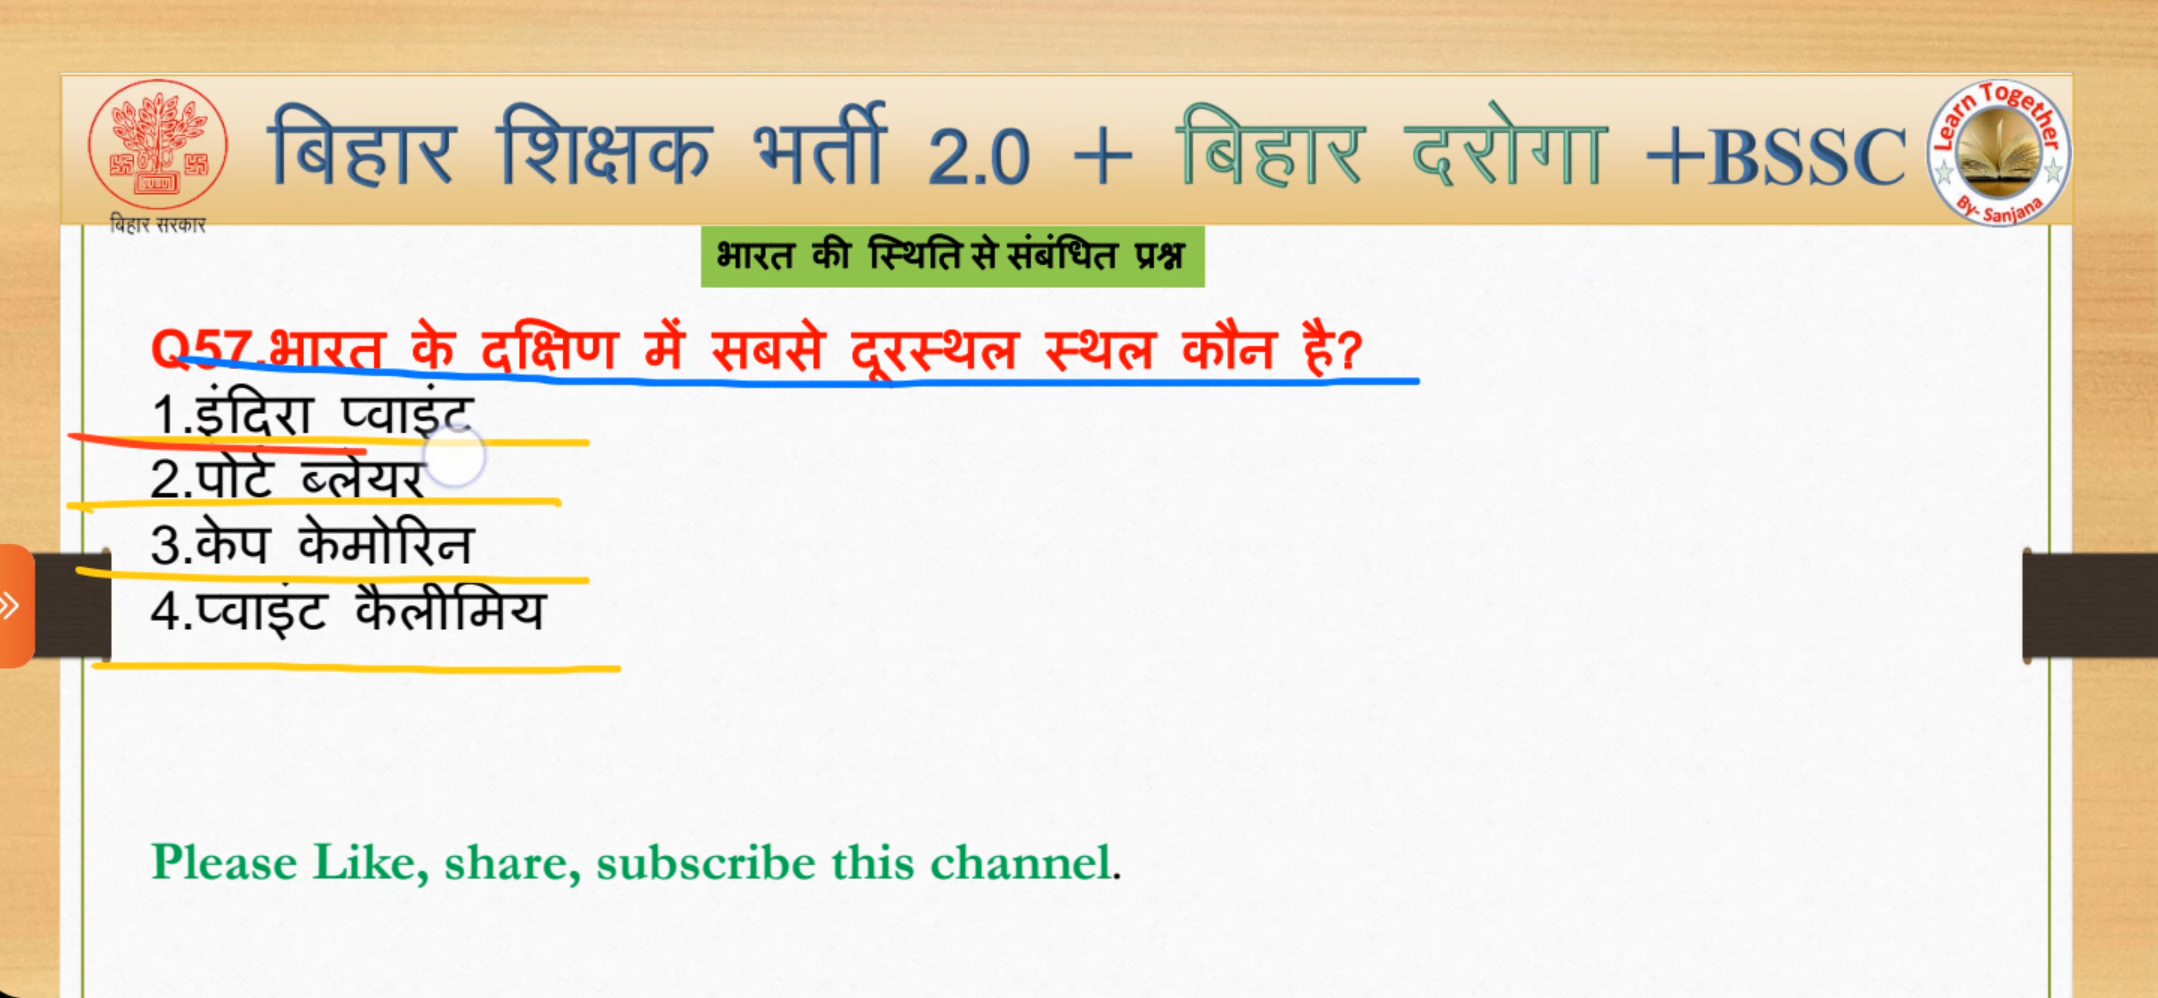 बिहार शिक्षक भर्ती 2.0 + बिहार दरोगा +BSSC
Learn Together
By- Sanjana
बिहार सरकार
भारत की स्थिति से संबंधित प्रश्न
Q57.भारत के दक्षिण में सबसे दूरस्थल स्थल कौन है?
1.इंदिरा प्वाइंट
2.पोर्ट ब्लेयर
3.केप केमोरिन
4.प्वाइंट कैलीमिय
Please Like, share, subscribe this channel.